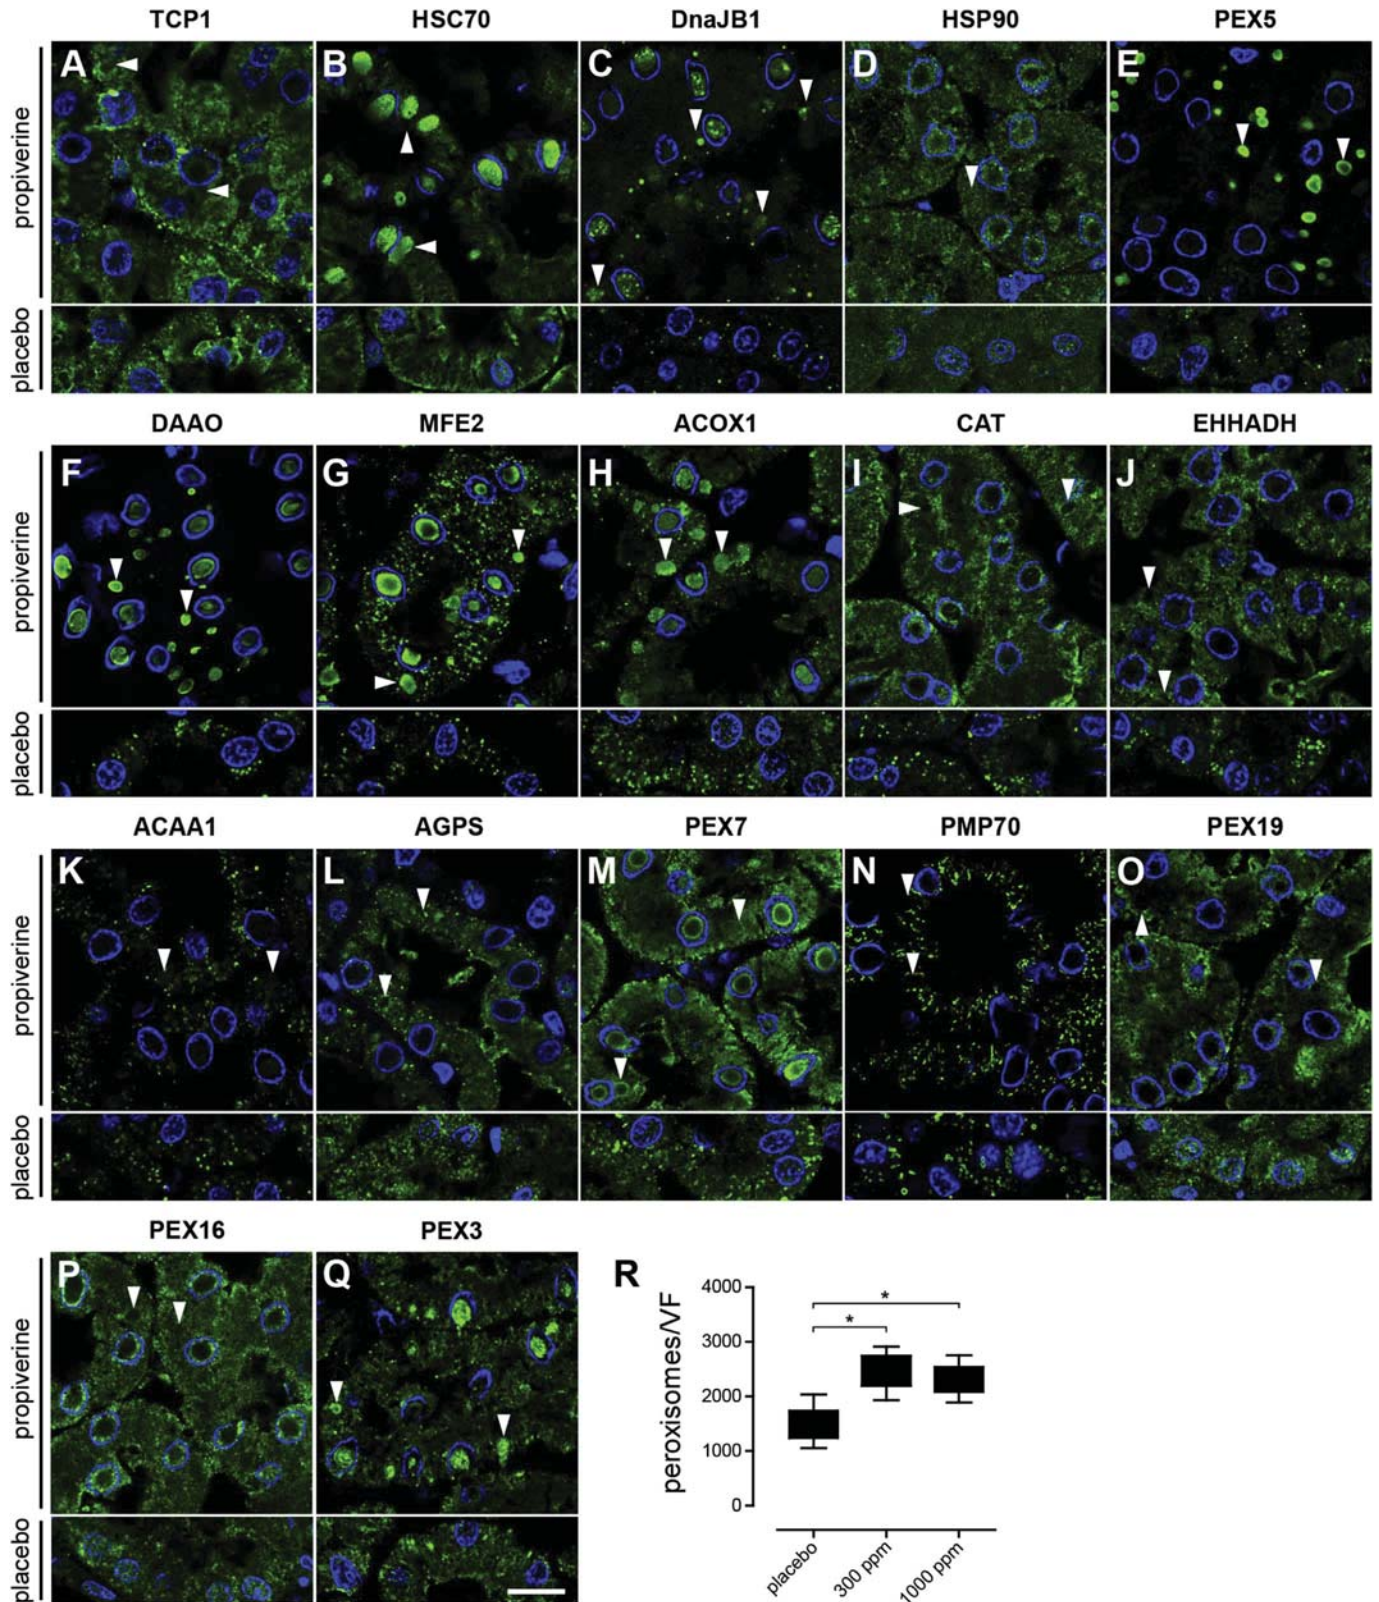 TCP1 HSC70 DnaJB1 HSP90 PEX5
propiverine A B C D E
placebo
DAAO MFE2 ACOX1 CAT EHHADH
propiverine F G H I J
placebo
ACAA1 AGPS PEX7 PMP70 PEX19
propiverine K L M N O
placebo
PEX16 PEX3
propiverine P Q R
placebo
peroxisomes/VF
4000
3000
2000
1000
0
* *
placebo 300 ppm 1000 ppm